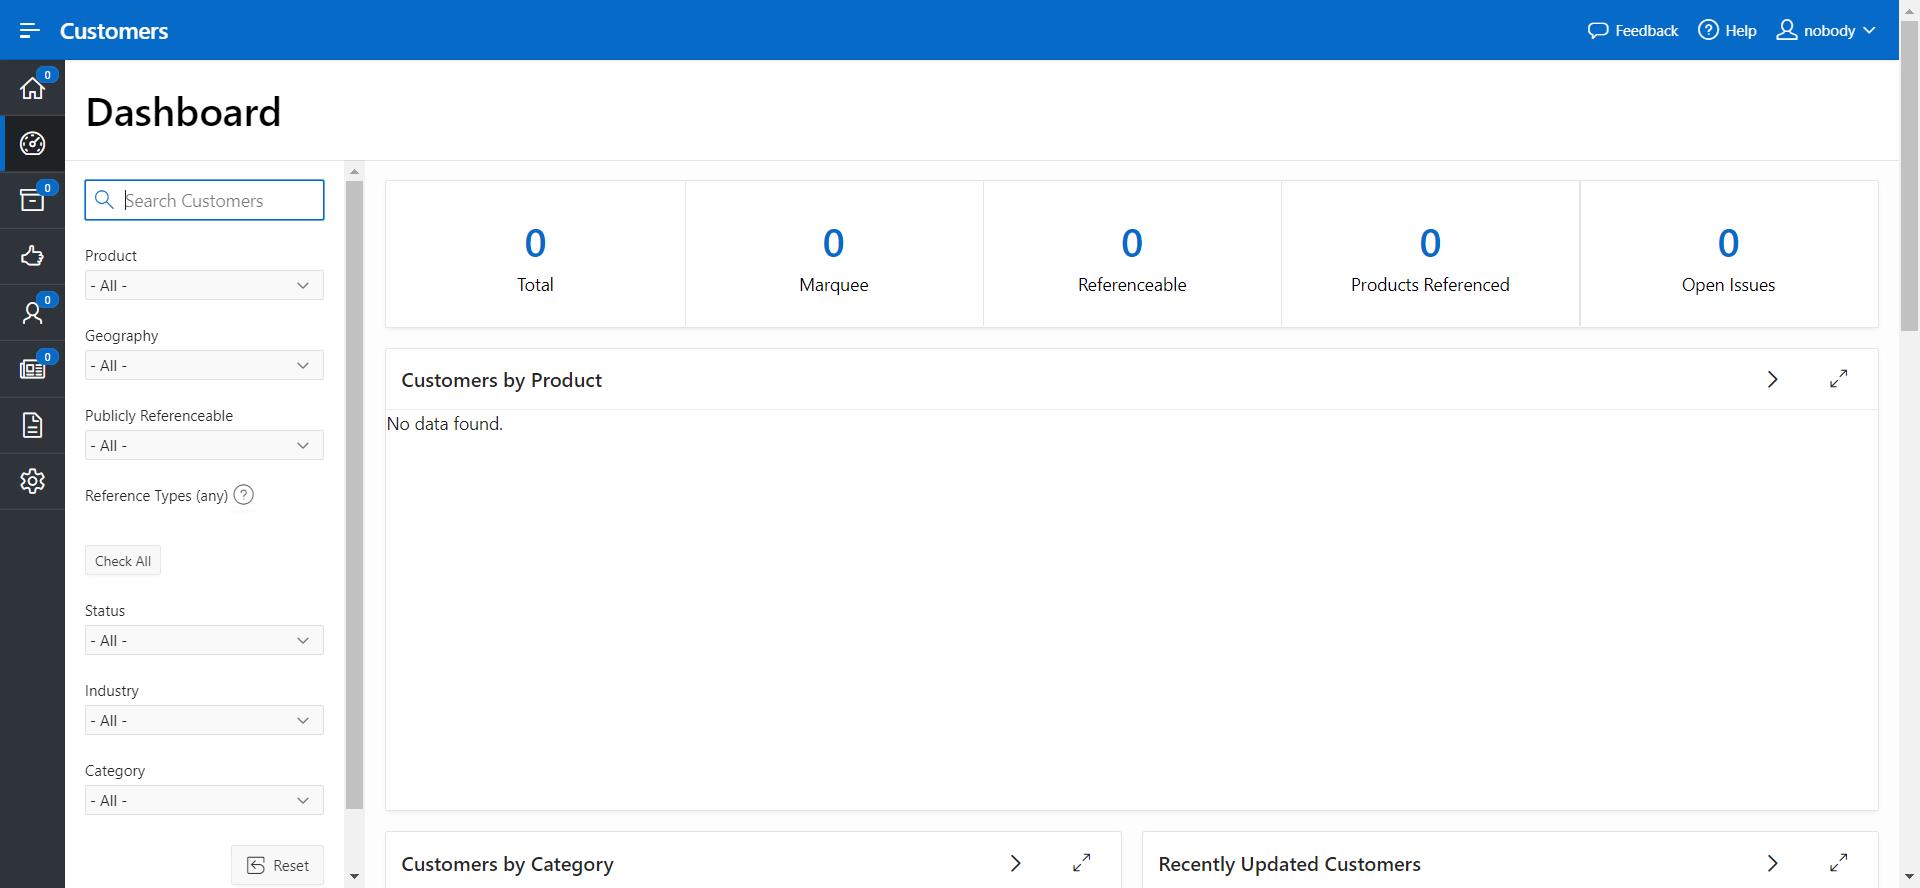 Customers
Feedback
Help
nobody
0
0
0
0
Dashboard
Search Customers
Product
- All -
Geography
- All -
Publicly Referenceable
- All -
Reference Types (any) ?
Check All
Status
- All -
Industry
- All -
Category
- All -
Reset
0
Total
0
Marquee
0
Referenceable
0
Products Referenced
0
Open Issues
Customers by Product
No data found.
Customers by Category
Recently Updated Customers